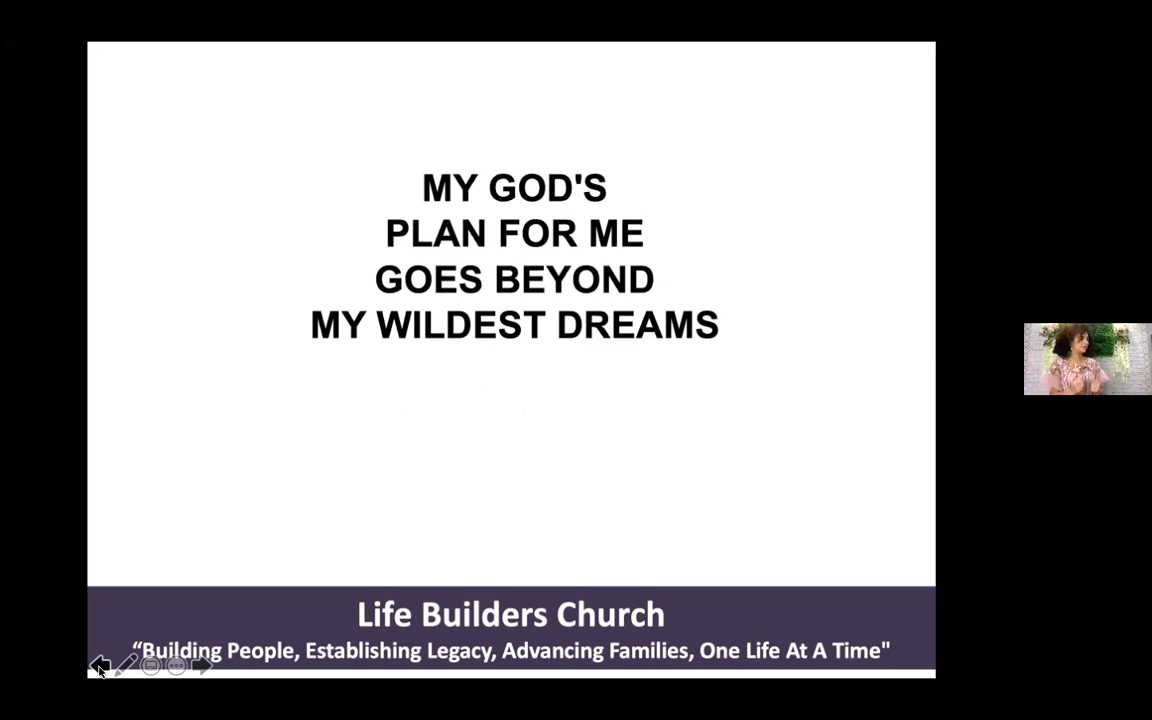 MY GOD'S
PLAN FOR ME
GOES BEYOND
MY WILDEST DREAMS
Life Builders Church
“Building People, Establishing Legacy, Advancing Families, One Life At A Time"